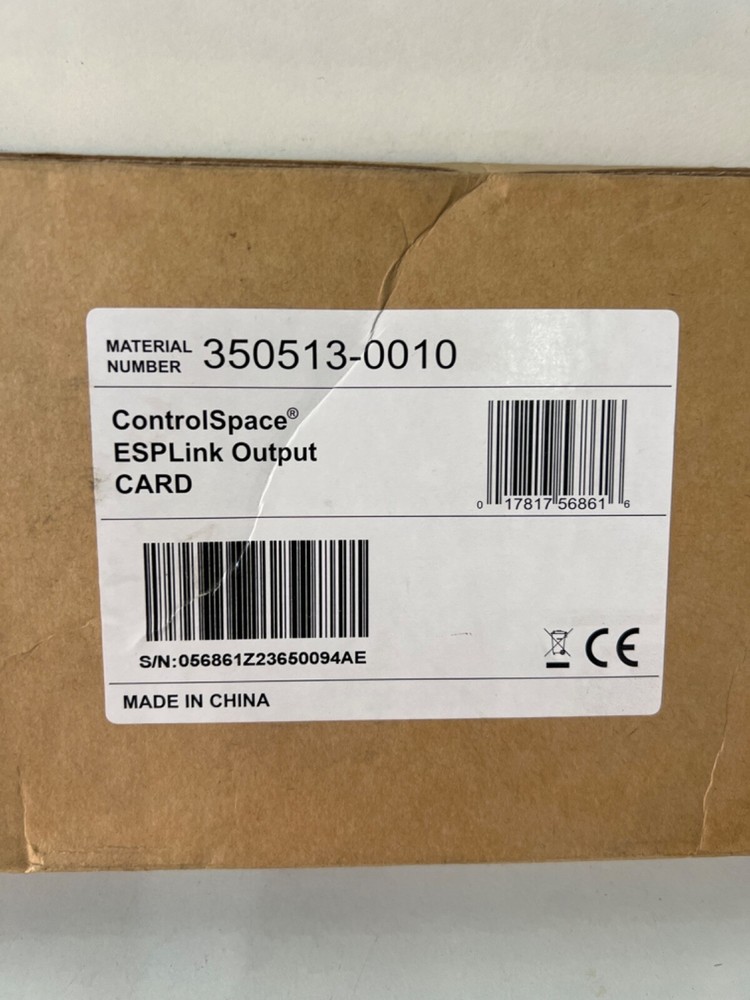 MATERIAL NUMBER 350513-0010
ControlSpace®
ESPLink Output
CARD
0 17817 56861 6
S/N:056861Z23650094AE
CE
MADE IN CHINA